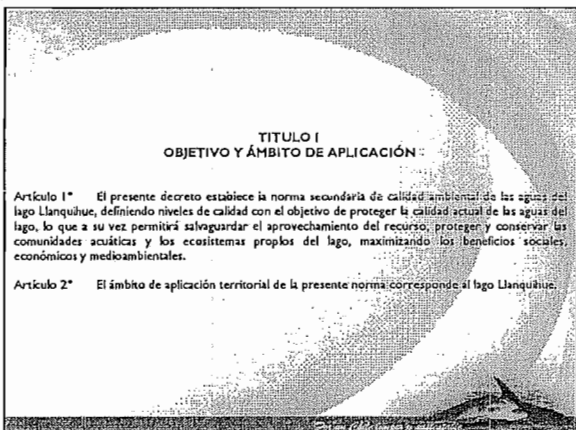 TITULO I
OBJETIVO Y ÁMBITO DE APLICACIÓN
Artículo 1° El presente decreto establece la norma secundaria de calidad ambiental de las aguas del
lago Llanquihue, definiendo niveles de calidad con el objetivo de proteger la calidad actual de las aguas del
lago, lo que a su vez permitirá salvaguardar el aprovechamiento del recurso, proteger y conservar las
comunidades acuáticas y los ecosistemas propios del lago, maximizando los beneficios sociales,
económicos y medioambientales.
Artículo 2° El ámbito de aplicación territorial de la presente norma corresponde al lago Llanquihue.